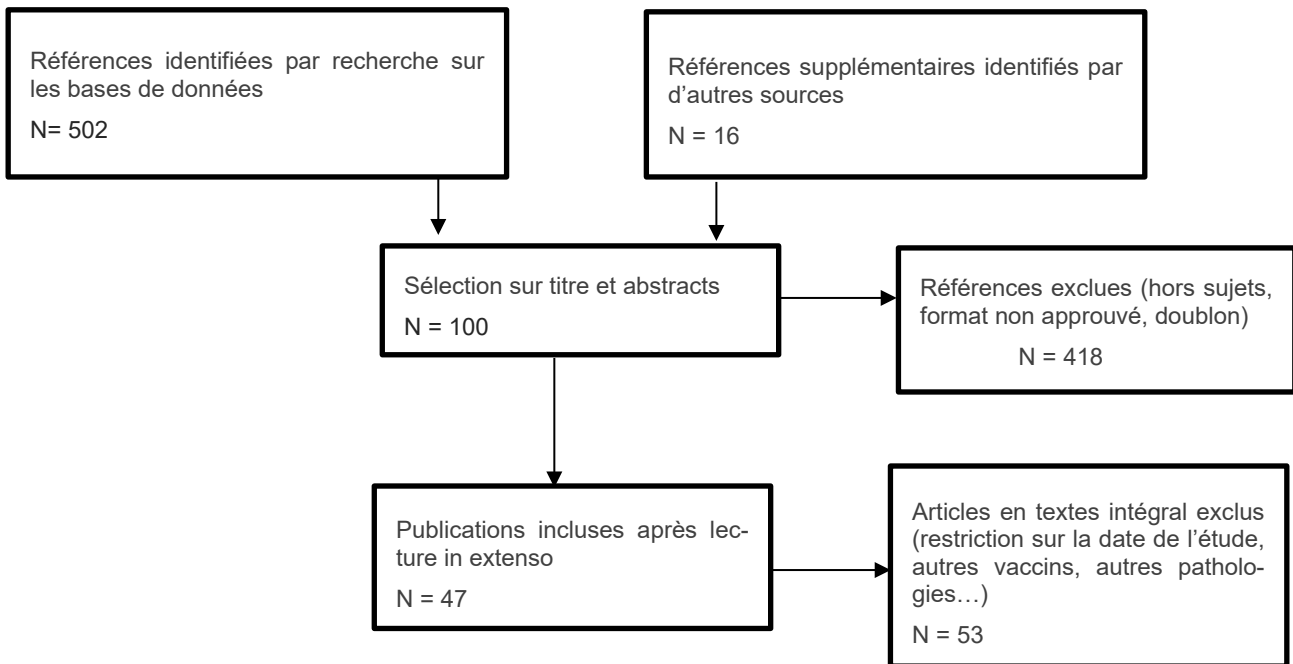 Références identifiées par recherche sur
les bases de données
N= 502
Références supplémentaires identifiés par
d’autres sources
N = 16
Sélection sur titre et abstracts
N = 100
Références exclues (hors sujets,
format non approuvé, doublon)
N = 418
Publications incluses après lec-
ture in extenso
N = 47
Articles en textes intégral exclus
(restriction sur la date de l’étude,
autres vaccins, autres patholo-
gies…)
N = 53